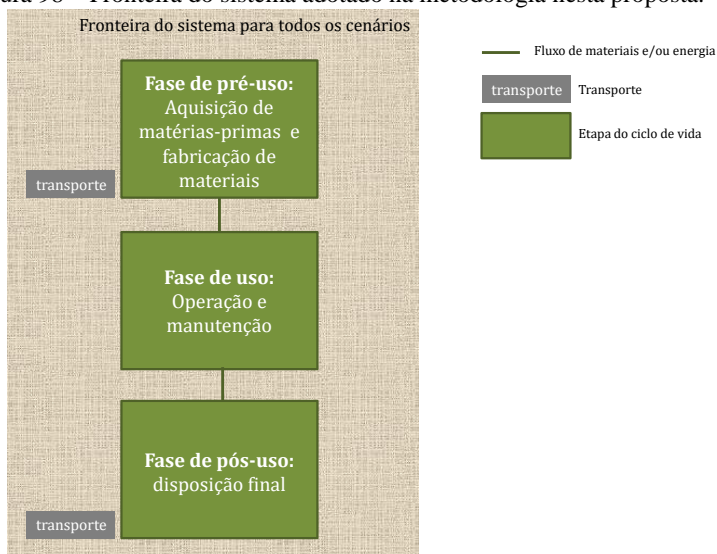 Fronteira do sistema adotado na metodologia nesta proposta.
Fronteira do sistema para todos os cenários
Fase de pré-uso:
Aquisição de
matérias-primas e
fabricação de
materiais
transporte
Fase de uso:
Operação e
manutenção
Fase de pós-uso:
disposição final
transporte
Fluxo de materiais e/ou energia
transporte Transporte
Etapa do ciclo de vida